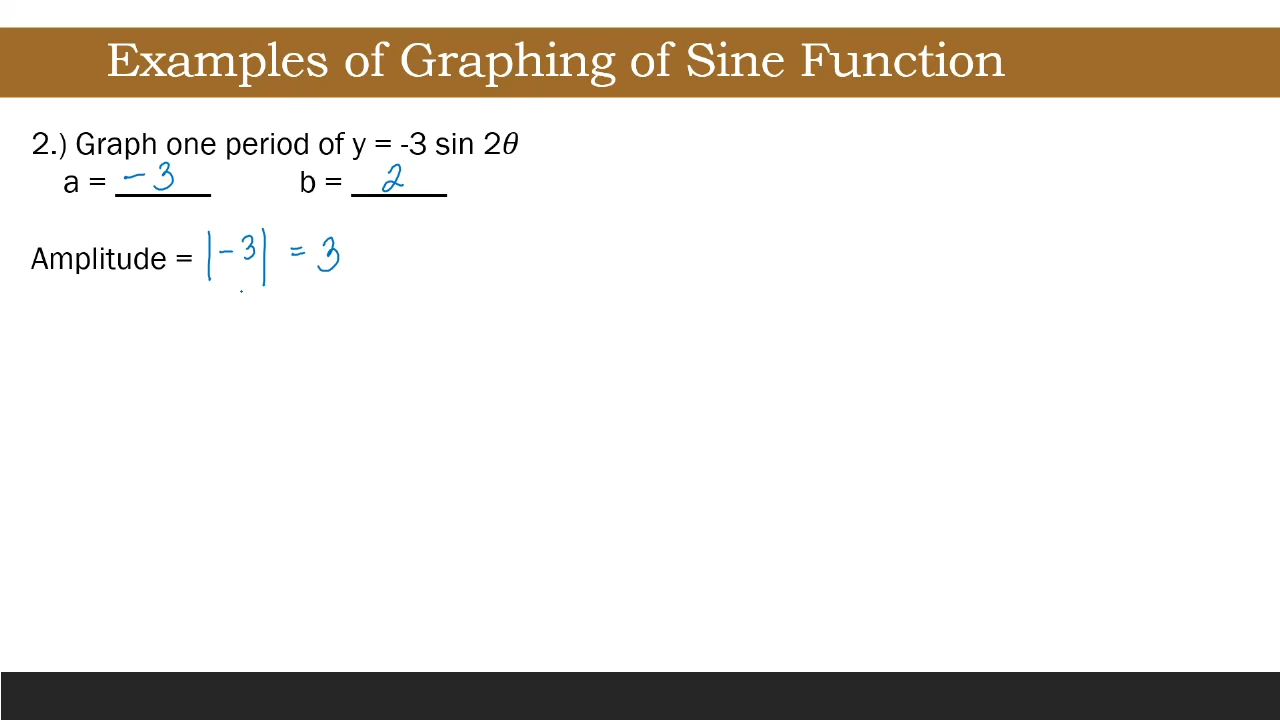 Examples of Graphing of Sine Function
2.) Graph one period of y = -3 sin 2θ
a = -3 b = 2
Amplitude = |-3| = 3